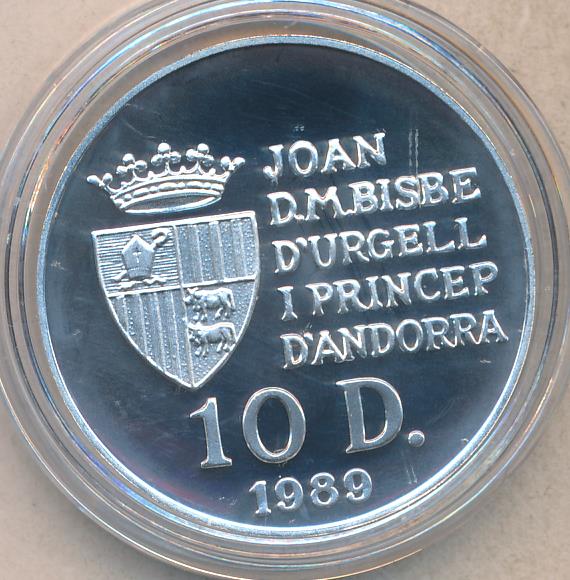 JOAN
D.M.BISBE
D'URGELL
I PRINCEP
D'ANDORRA
10 D.
1989